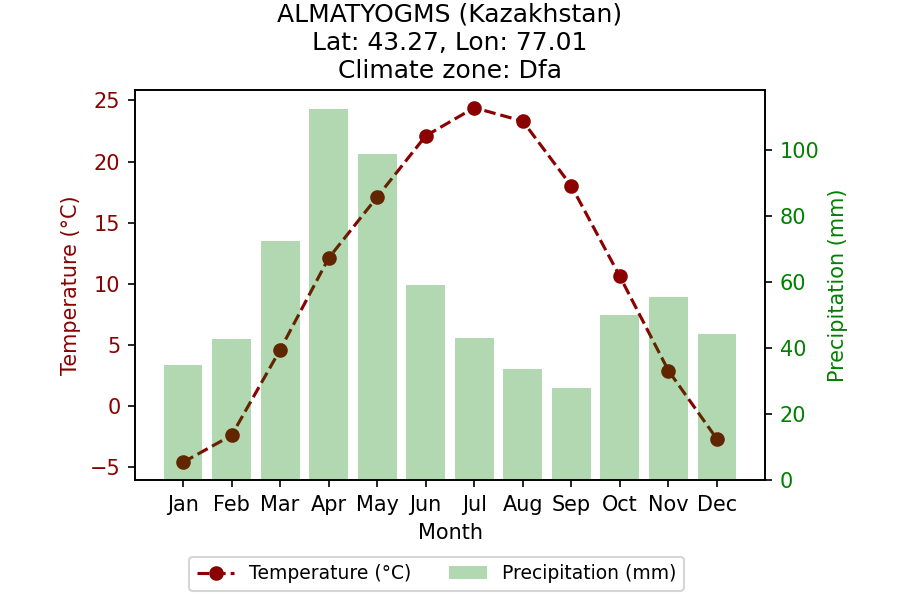 ALMATYOGMS (Kazakhstan)
Lat: 43.27, Lon: 77.01
Climate zone: Dfa
25
20
15
10
5
0
−5
Temperature (°C)
100
80
60
40
20
0
Precipitation (mm)
Jan Feb Mar Apr May Jun Jul Aug Sep Oct Nov Dec
Month
Temperature (°C) Precipitation (mm)